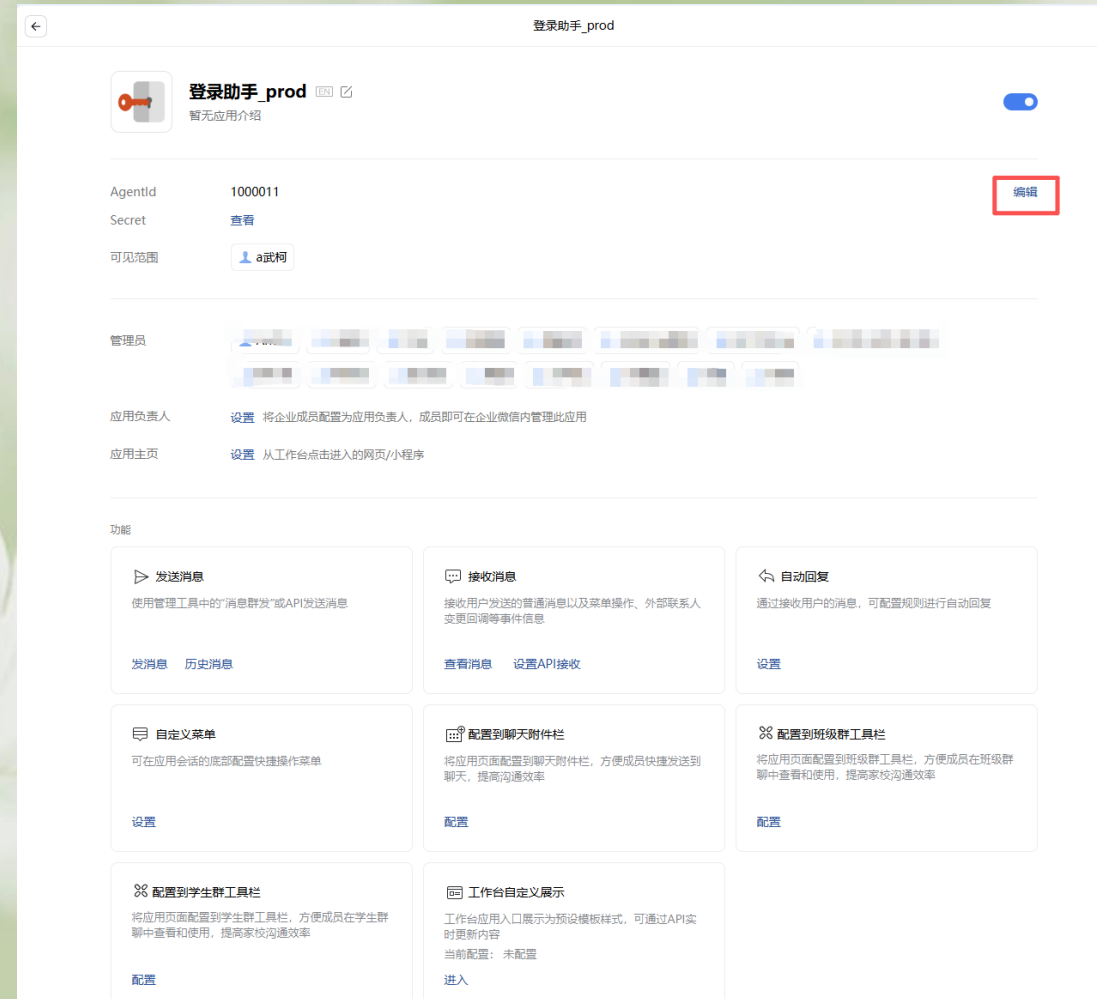 登录助手_prod
登录助手_prod EN
暂无应用介绍
AgentId 1000011 编辑
Secret 查看
可见范围 a武柯
管理员
应用负责人 设置 将企业成员配置为应用负责人，成员即可在企业微信内管理此应用
应用主页 设置 从工作台点击进入的网页/小程序
功能
发送消息
使用管理工具中的“消息群发”或API发送消息
发消息 历史消息
接收消息
接收用户发送的普通消息以及菜单操作、外部联系人
变更回调等事件信息
查看消息 设置API接收
自动回复
通过接收用户的消息，可配置规则进行自动回复
设置
自定义菜单
可在应用会话的底部配置快捷操作菜单
设置
配置到聊天附件栏
将应用页面配置到聊天附件栏，方便成员快捷发送到
聊天，提高沟通效率
配置
配置到班级群工具栏
将应用页面配置到班级群工具栏，方便成员在班级群
聊中查看和使用，提高家校沟通效率
配置
配置到学生群工具栏
将应用页面配置到学生群工具栏，方便成员在学生群
聊中查看和使用，提高家校沟通效率
配置
工作台自定义展示
工作台应用入口展示为预设模板样式，可通过API实
时更新内容
当前配置： 未配置
进入